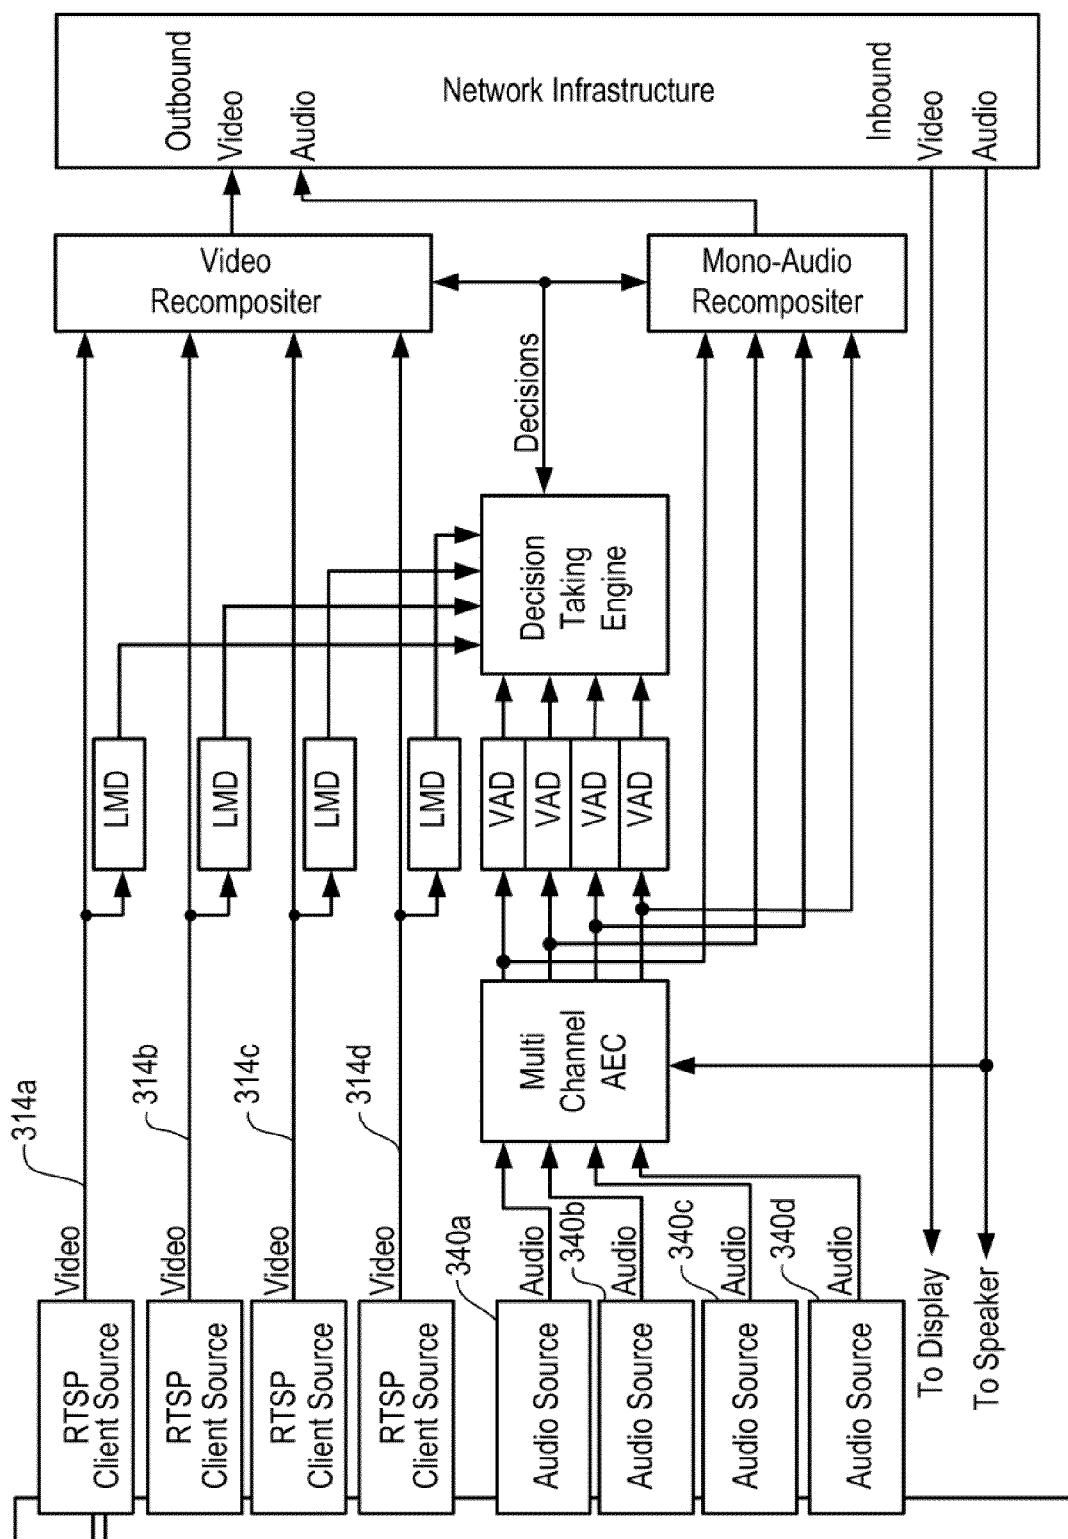 Network Infrastructure
Outbound
Video
Audio
Inbound
Video
Audio
Video
Recompositer
Mono-Audio
Recompositer
Decisions
Decision
Taking
Engine
LMD
LMD
LMD
LMD
VAD
VAD
VAD
VAD
Multi
Channel
AEC
314a
314b
314c
314d
Video
Video
Video
Video
340a
340b
340c
340d
Audio
Audio
Audio
Audio
RTSP
Client Source
RTSP
Client Source
RTSP
Client Source
RTSP
Client Source
Audio Source
Audio Source
Audio Source
Audio Source
To Display
To Speaker